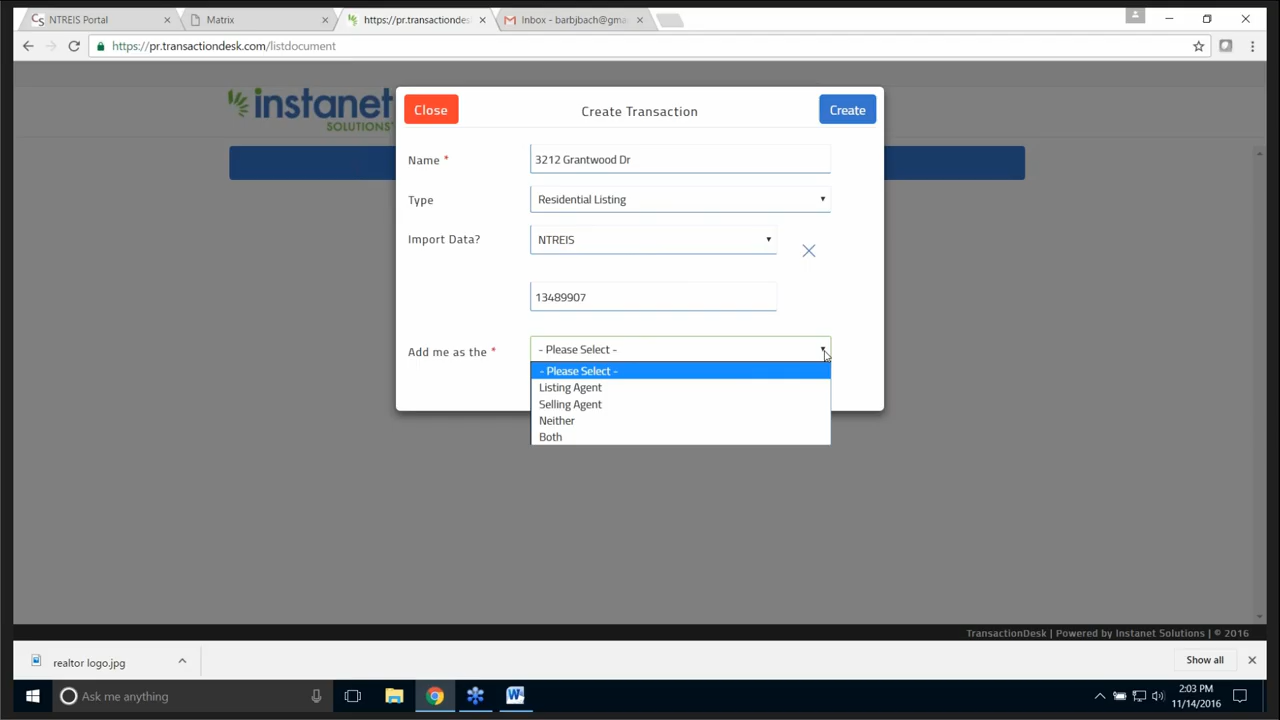 NTREIS Portal
Matrix
https://pr.transactiondes
Inbox - barbjbach@gma
https://pr.transactiondesk.com/listdocument
instanet
SOLUTIONS
Close
Create Transaction
Create
Name *
3212 Grantwood Dr
Type
Residential Listing
Import Data?
NTREIS
13489907
Add me as the *
- Please Select -
- Please Select -
Listing Agent
Selling Agent
Neither
Both
TransactionDesk | Powered by Instanet Solutions | © 2016
realtor logo.jpg
Show all
Ask me anything
2:03 PM
11/14/2016